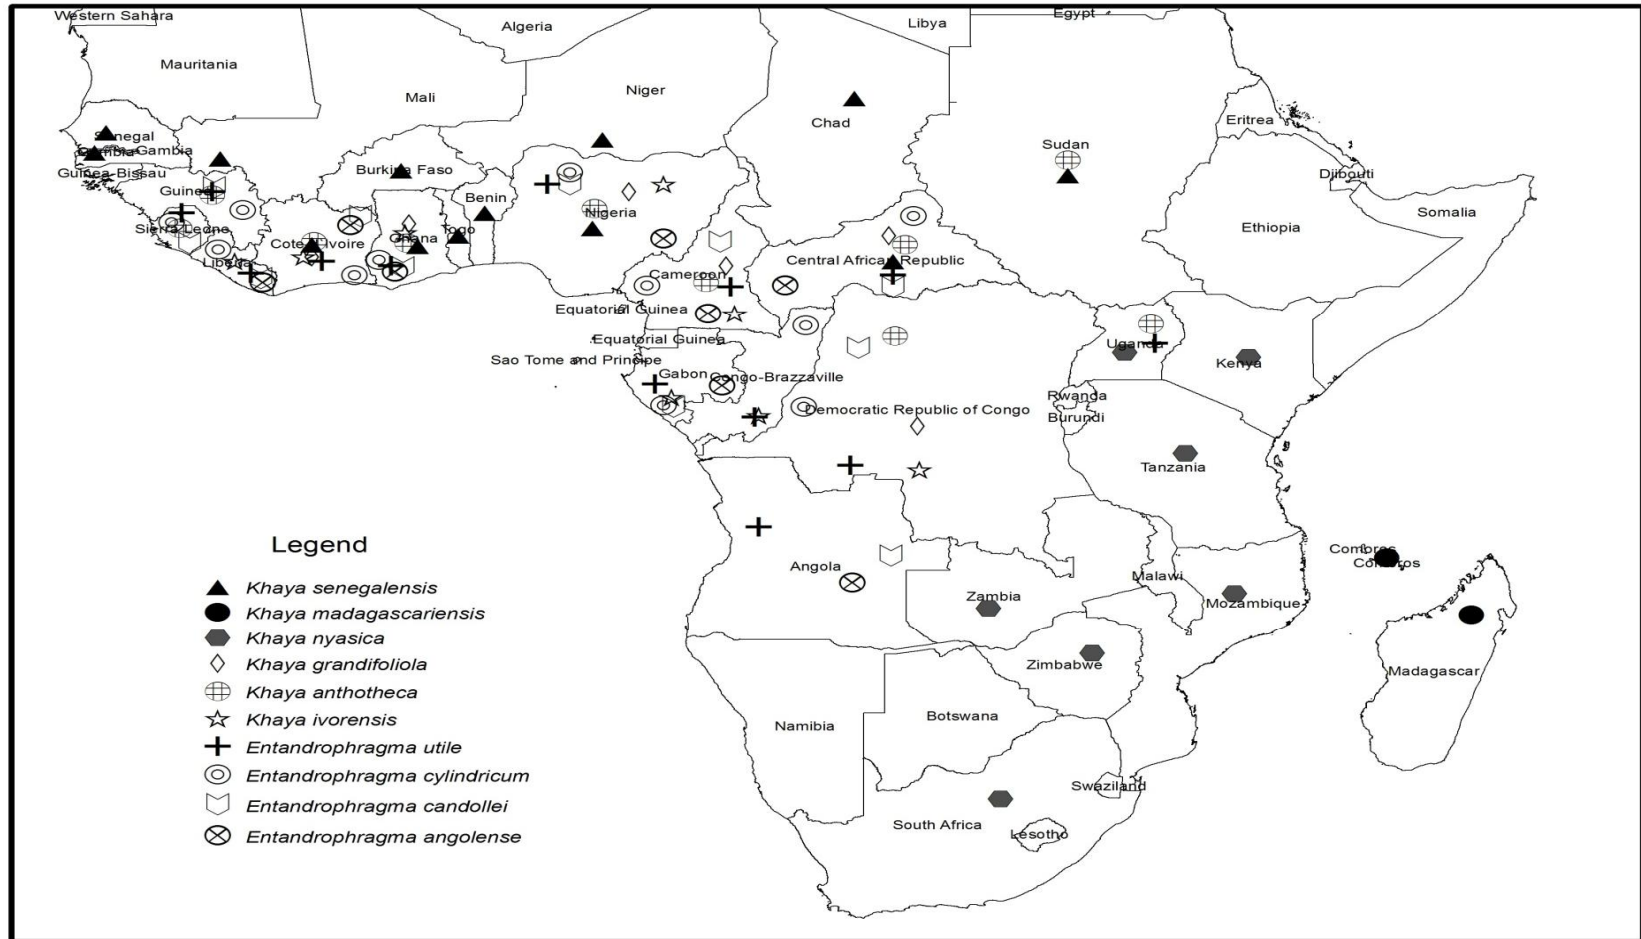 Western Sahara
Algeria
Libya
Egypt
Mauritania
Mali
Niger
Chad
Sudan
Eritrea
Senegal
Gambia Gambia
Guinea-Bissau
Guinea
Burkina Faso
Benin
Nigeria
Djibouti
Somalia
Ethiopia
Sierra Leone
Cote d'Ivoire
Ghana
Togo
Liberia
Cameroon
Central African Republic
Equatorial Guinea
Equatorial Guinea
Sao Tome and Principe
Gabon
Congo-Brazzaville
Uganda
Kenya
Rwanda
Burundi
Democratic Republic of Congo
Tanzania
Angola
Zambia
Malawi
Mozambique
Comoros
Comoros
Zimbabwe
Madagascar
Namibia
Botswana
Swaziland
South Africa
Lesotho
Legend
Khaya senegalensis
Khaya madagascariensis
Khaya nyasica
Khaya grandifoliola
Khaya anthotheca
Khaya ivorensis
Entandrophragma utile
Entandrophragma cylindricum
Entandrophragma candollei
Entandrophragma angolense